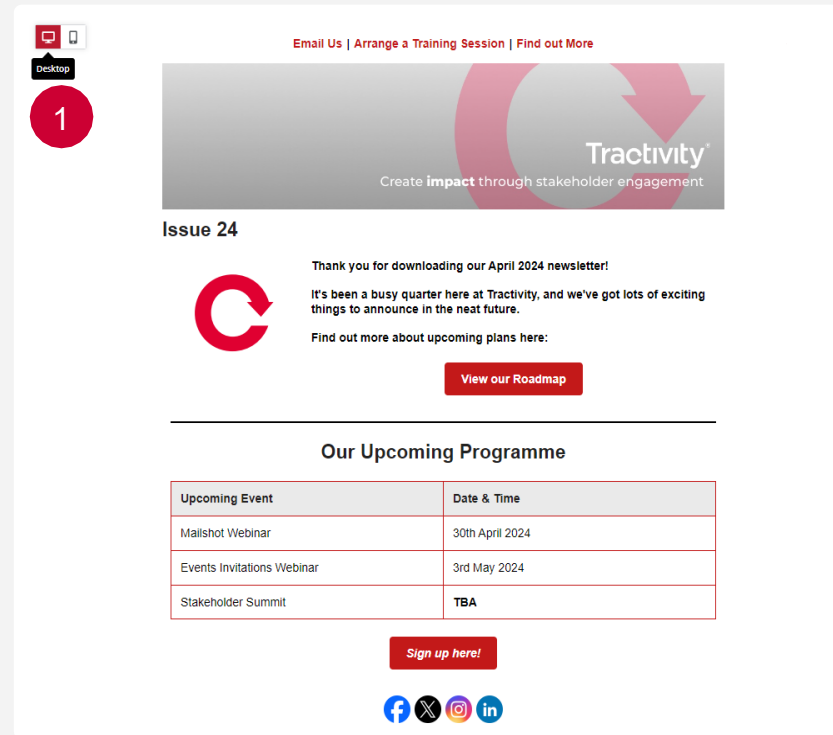 Desktop
1
Email Us | Arrange a Training Session | Find out More
Tractivity®
Create impact through stakeholder engagement
Issue 24
Thank you for downloading our April 2024 newsletter!
It's been a busy quarter here at Tractivity, and we've got lots of exciting
things to announce in the neat future.
Find out more about upcoming plans here:
View our Roadmap
Our Upcoming Programme
Upcoming Event Date & Time
Mailshot Webinar 30th April 2024
Events Invitations Webinar 3rd May 2024
Stakeholder Summit TBA
Sign up here!
in